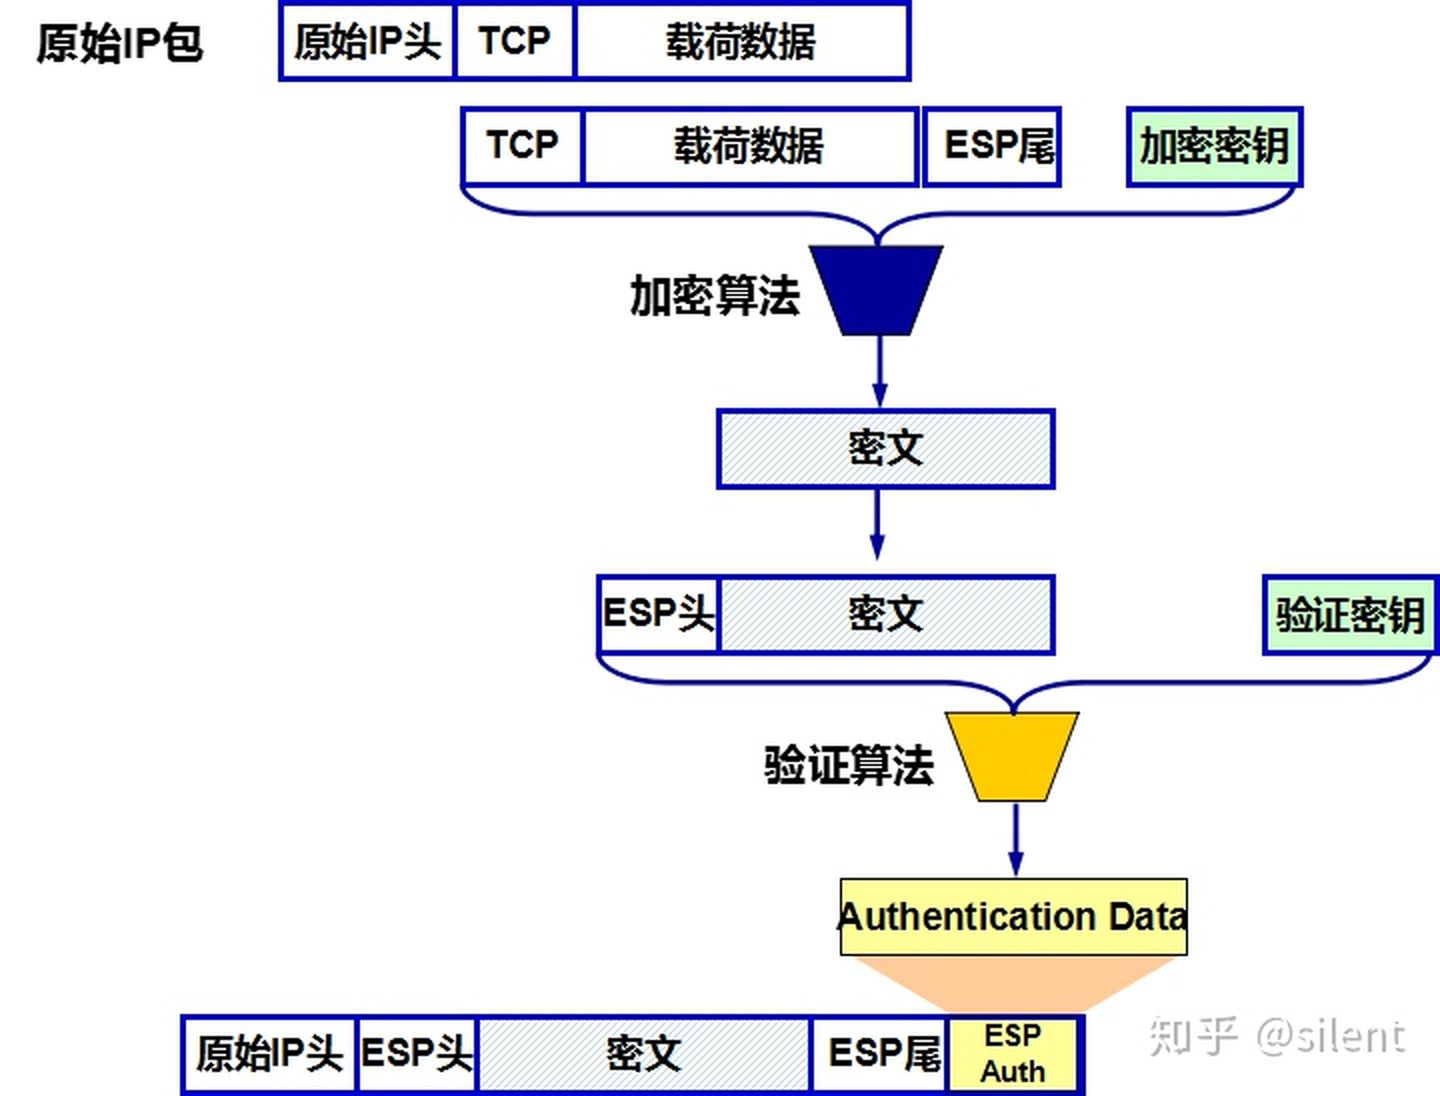 原始IP包
原始IP头 TCP 载荷数据
TCP 载荷数据 ESP尾 加密密钥
加密算法
密文
ESP头 密文 验证密钥
验证算法
Authentication Data
原始IP头 ESP头 密文 ESP尾 ESP
Auth
知乎 @silent